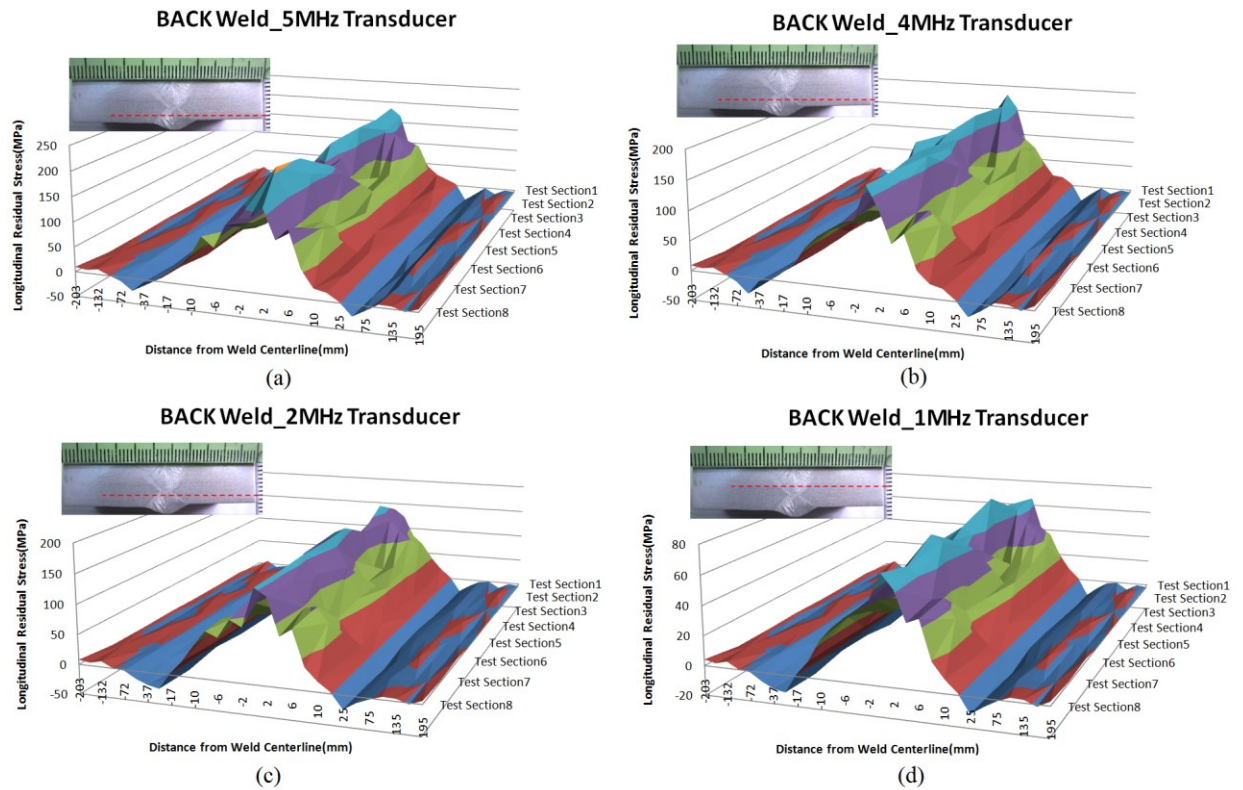 BACK Weld_5MHz Transducer
Longitudinal Residual Stress(MPa)
250
200
150
100
50
0
-50
-203
-132
-72
-37
-17
-10
-6
-2
2
6
10
25
75
135
195
Test Section1
Test Section2
Test Section3
Test Section4
Test Section5
Test Section6
Test Section7
Test Section8
Distance from Weld Centerline(mm)
(a)
BACK Weld_4MHz Transducer
Longitudinal Residual Stress(MPa)
200
150
100
50
0
-50
-203
-132
-72
-37
-17
-10
-6
-2
2
6
10
25
75
135
195
Test Section1
Test Section2
Test Section3
Test Section4
Test Section5
Test Section6
Test Section7
Test Section8
Distance from Weld Centerline(mm)
(b)
BACK Weld_2MHz Transducer
Longitudinal Residual Stress(MPa)
200
150
100
50
0
-50
-203
-132
-72
-37
-17
-10
-6
-2
2
6
10
25
75
135
195
Test Section1
Test Section2
Test Section3
Test Section4
Test Section5
Test Section6
Test Section7
Test Section8
Distance from Weld Centerline(mm)
(c)
BACK Weld_1MHz Transducer
Longitudinal Residual Stress(MPa)
80
60
40
20
0
-20
-203
-132
-72
-37
-17
-10
-6
-2
2
6
10
25
75
135
195
Test Section1
Test Section2
Test Section3
Test Section4
Test Section5
Test Section6
Test Section7
Test Section8
Distance from Weld Centerline(mm)
(d)